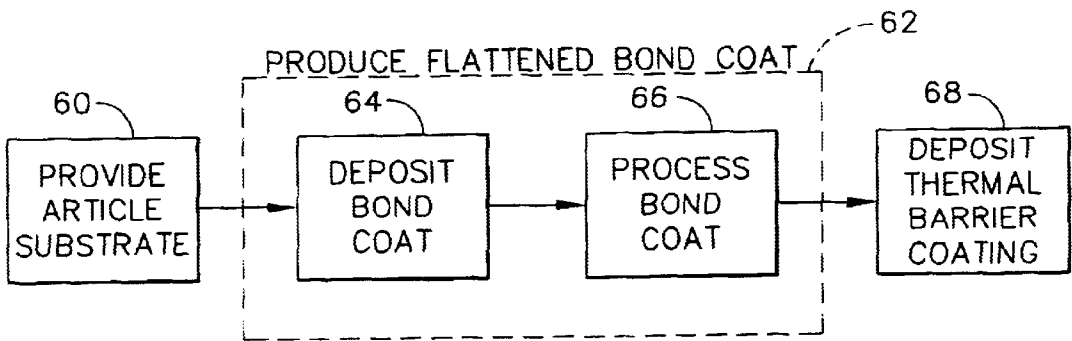 62
PRODUCE FLATTENED BOND COAT
60
PROVIDE
ARTICLE
SUBSTRATE
64
DEPOSIT
BOND
COAT
66
PROCESS
BOND
COAT
68
DEPOSIT
THERMAL
BARRIER
COATING